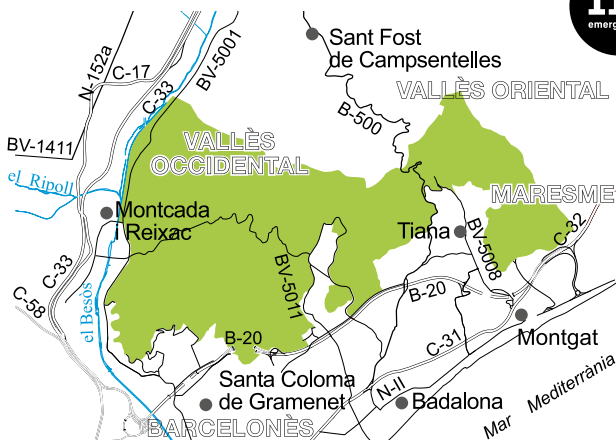 emerg
Sant Fost
de Campsentelles
N-152a
C-17
BV-5001
C-33
VALLÈS ORIENTAL
B-500
BV-1411
VALLÈS
OCCIDENTAL
el Ripoll
MARESME
Montcada
i Reixac
Tiana
BV-5008
C-32
C-33
BV-5011
C-58
el Besòs
B-20
B-20
C-31
Montgat
Santa Coloma
de Gramenet
N-II
Badalona
Mar Mediterrània
BARCELONÈS